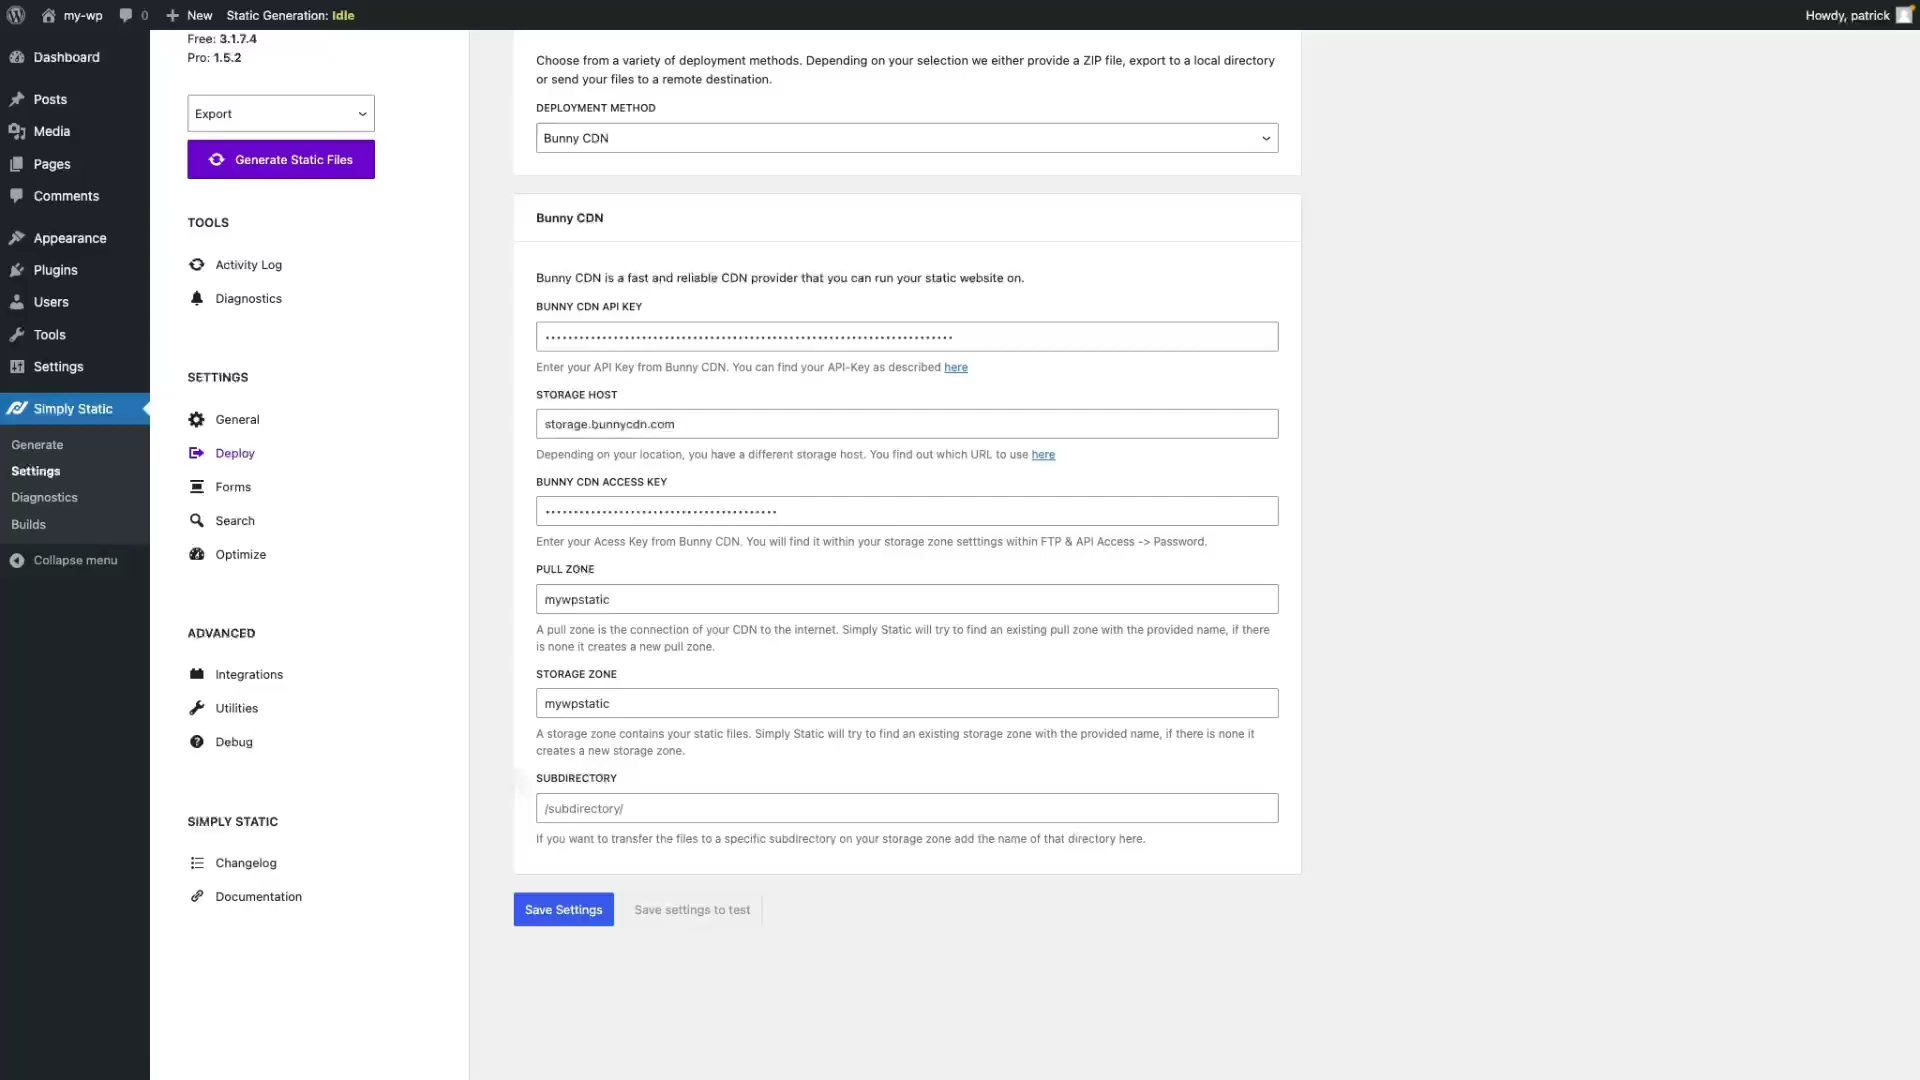 my-wp
0
New
Static Generation: Idle
Howdy, patrick
Dashboard
Posts
Media
Pages
Comments
Appearance
Plugins
Users
Tools
Settings
Simply Static
Generate
Settings
Diagnostics
Builds
Collapse menu
Free: 3.1.7.4
Pro: 1.5.2
Export
Generate Static Files
TOOLS
Activity Log
Diagnostics
SETTINGS
General
Deploy
Forms
Search
Optimize
ADVANCED
Integrations
Utilities
Debug
SIMPLY STATIC
Changelog
Documentation
Choose from a variety of deployment methods. Depending on your selection we either provide a ZIP file, export to a local directory
or send your files to a remote destination.
DEPLOYMENT METHOD
Bunny CDN
Bunny CDN
Bunny CDN is a fast and reliable CDN provider that you can run your static website on.
BUNNY CDN API KEY
Enter your API Key from Bunny CDN. You can find your API-Key as described here
STORAGE HOST
storage.bunnycdn.com
Depending on your location, you have a different storage host. You find out which URL to use here
BUNNY CDN ACCESS KEY
Enter your Acess Key from Bunny CDN. You will find it within your storage zone setttings within FTP & API Access -> Password.
PULL ZONE
mywpstatic
A pull zone is the connection of your CDN to the internet. Simply Static will try to find an existing pull zone with the provided name, if there
is none it creates a new pull zone.
STORAGE ZONE
mywpstatic
A storage zone contains your static files. Simply Static will try to find an existing storage zone with the provided name, if there is none it
creates a new storage zone.
SUBDIRECTORY
/subdirectory/
If you want to transfer the files to a specific subdirectory on your storage zone add the name of that directory here.
Save Settings
Save settings to test